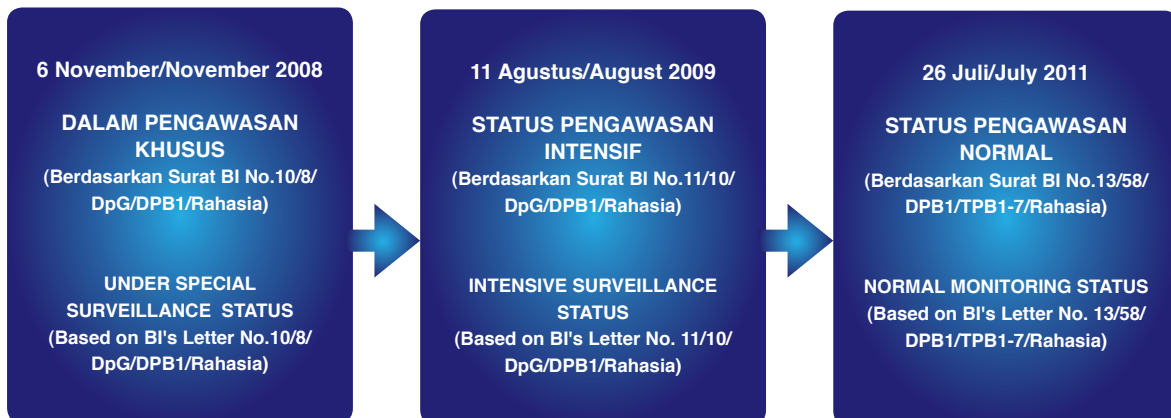 6 November/November 2008
DALAM PENGAWASAN
KHUSUS
(Berdasarkan Surat BI No.10/8/
DpG/DPB1/Rahasia)
UNDER SPECIAL
SURVEILLANCE STATUS
(Based on BI's Letter No.10/8/
DpG/DPB1/Rahasia)
11 Agustus/August 2009
STATUS PENGAWASAN
INTENSIF
(Berdasarkan Surat BI No.11/10/
DpG/DPB1/Rahasia)
INTENSIVE SURVEILLANCE
STATUS
(Based on BI's Letter No. 11/10/
DpG/DPB1/Rahasia)
26 Juli/July 2011
STATUS PENGAWASAN
NORMAL
(Berdasarkan Surat BI No.13/58/
DPB1/TPB1-7/Rahasia)
NORMAL MONITORING STATUS
(Based on BI's Letter No. 13/58/
DPB1/TPB1-7/Rahasia)